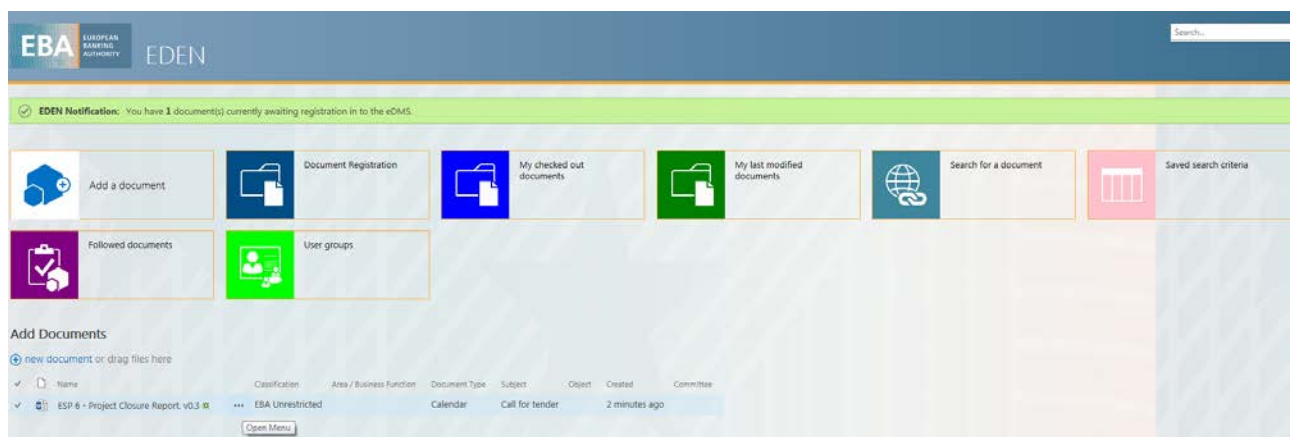 EBA EUROPEAN BANKING AUTHORITY EDEN
Search...
EDEN Notification: You have 1 document(s) currently awaiting registration in to the eDMS.
Add a document
Document Registration
My checked out documents
My last modified documents
Search for a document
Saved search criteria
Followed documents
User groups
Add Documents
new document or drag files here
Name Classification Area / Business Function Document Type Subject Object Created Committee
ESP 6 - Project Closure Report. v0.3 ... EBA Unrestricted Calendar Call for tender 2 minutes ago
Open Menu